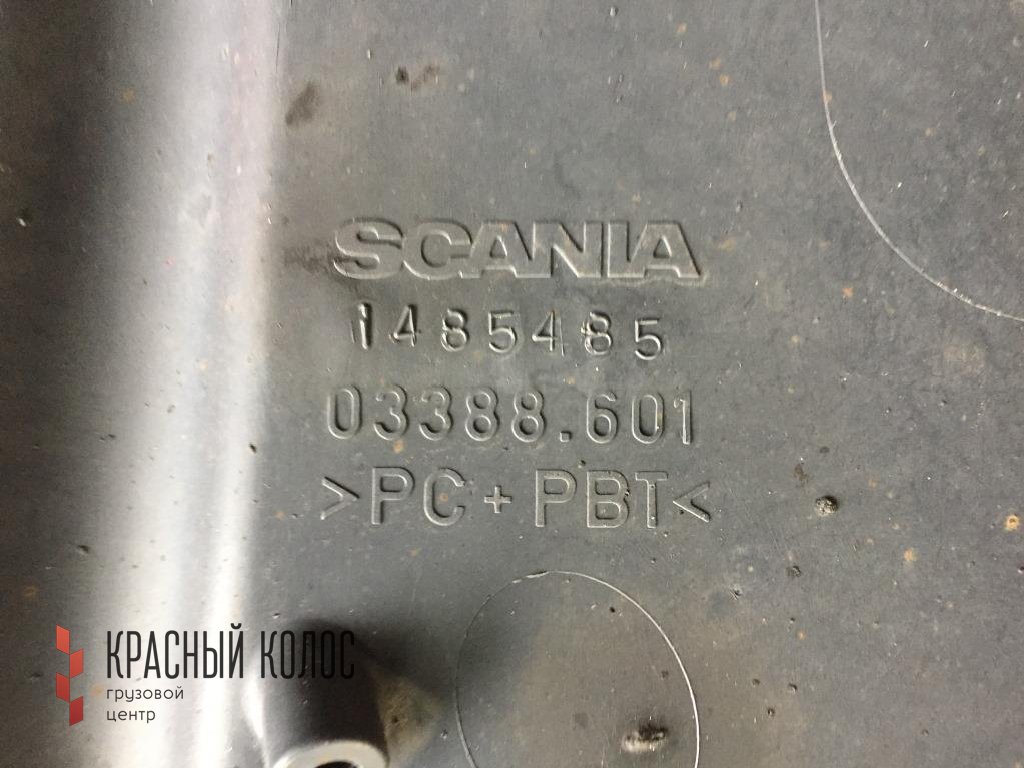 SCANIA
1485485
03388.601
>PC+PBT<
КРАСНЫЙ КОЛОС
грузовой
центр